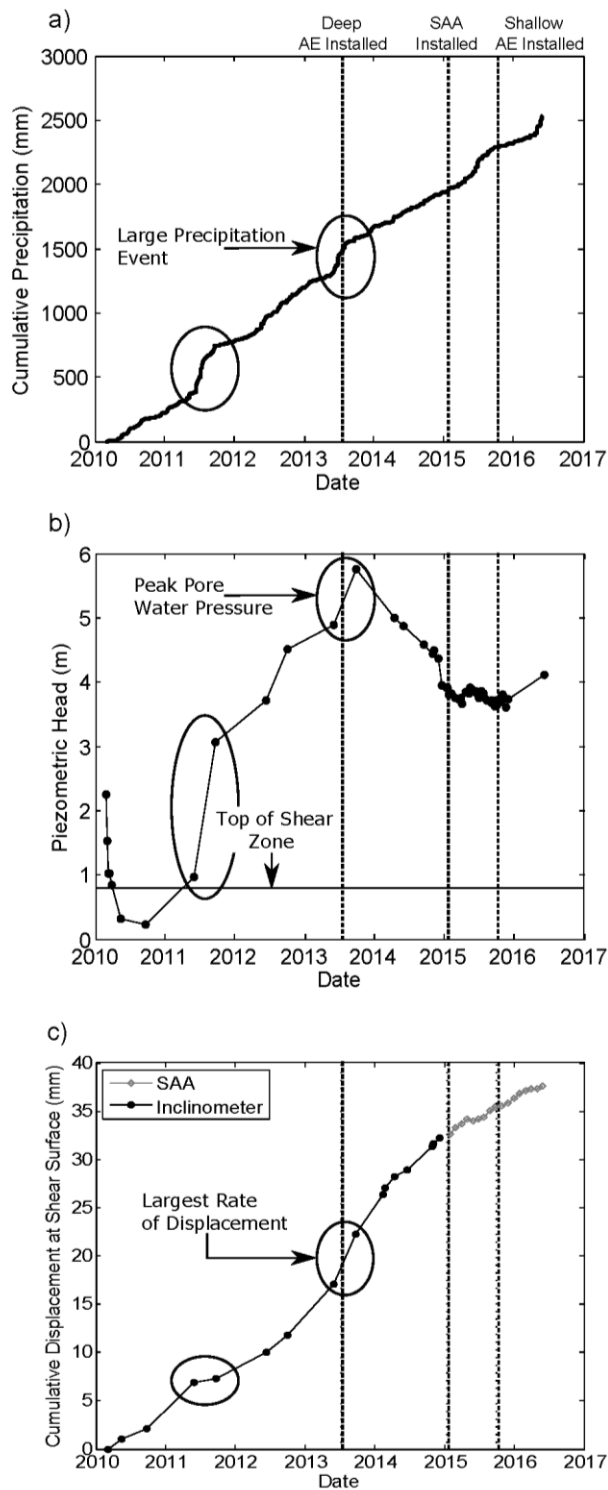 a)
Deep
AE Installed
SAA
Installed
Shallow
AE Installed
Cumulative Precipitation (mm)
3000
2500
2000
1500
1000
500
0
Large Precipitation
Event
2010 2011 2012 2013 2014 2015 2016 2017
Date
b)
Piezometric Head (m)
6
5
4
3
2
1
0
Peak Pore
Water Pressure
Top of Shear
Zone
2010 2011 2012 2013 2014 2015 2016 2017
Date
c)
Cumulative Displacement at Shear Surface (mm)
40
35
30
25
20
15
10
5
0
SAA
Inclinometer
Largest Rate
of Displacement
2010 2011 2012 2013 2014 2015 2016 2017
Date